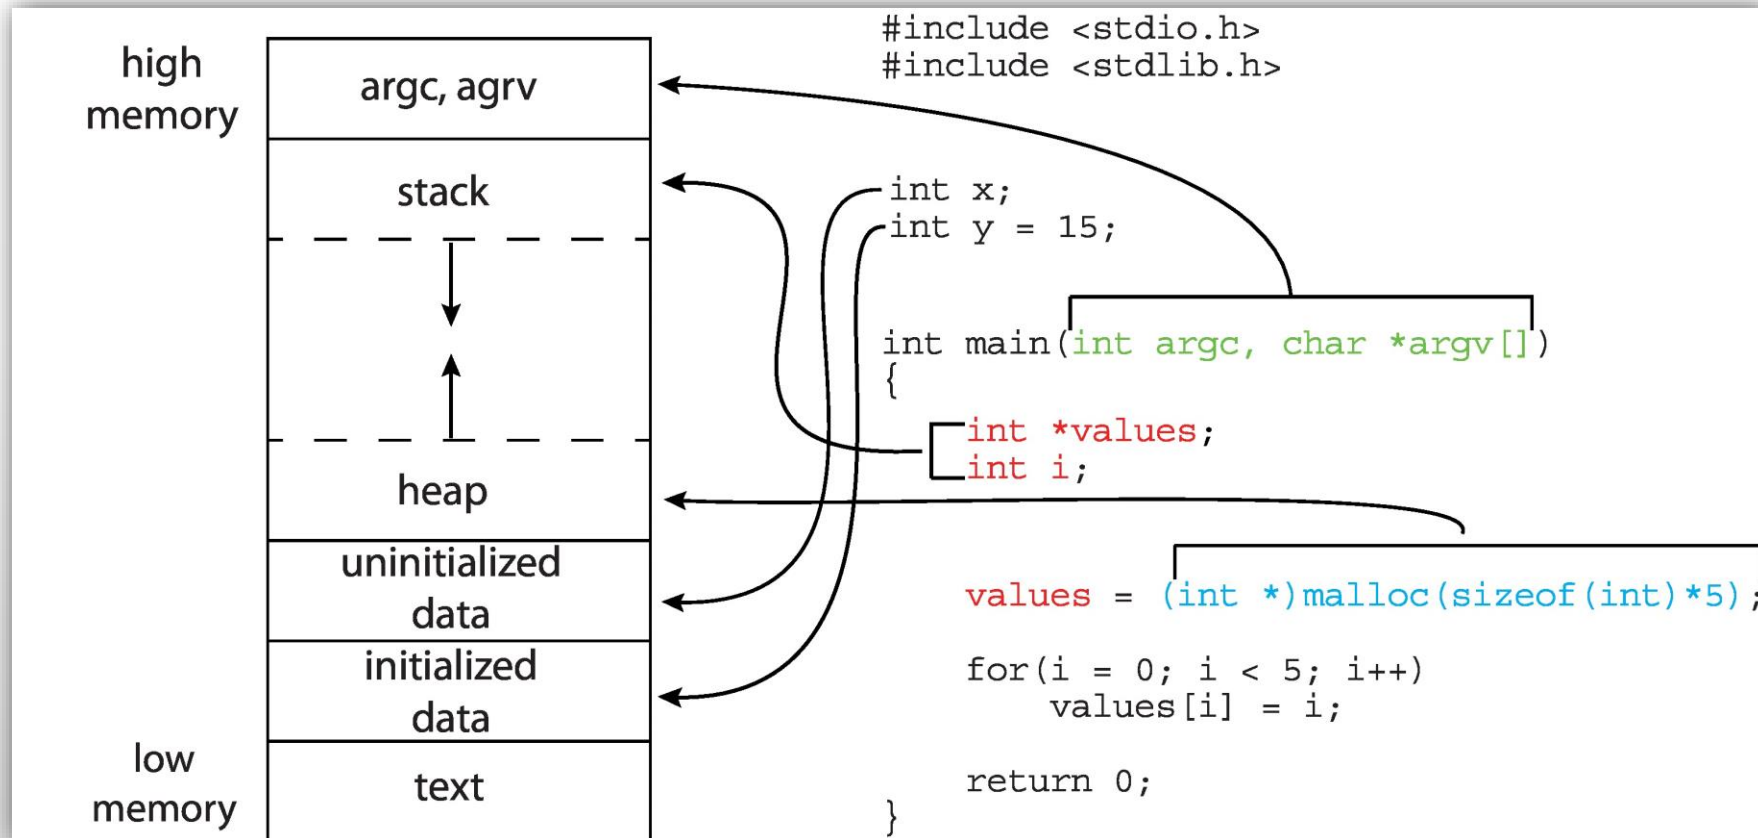 high
memory
argc, agrv
stack
heap
uninitialized
data
initialized
data
low
memory
text
#include <stdio.h>
#include <stdlib.h>
int x;
int y = 15;
int main(int argc, char *argv[])
{
int *values;
int i;
values = (int *)malloc(sizeof(int)*5);
for(i = 0; i < 5; i++)
values[i] = i;
return 0;
}